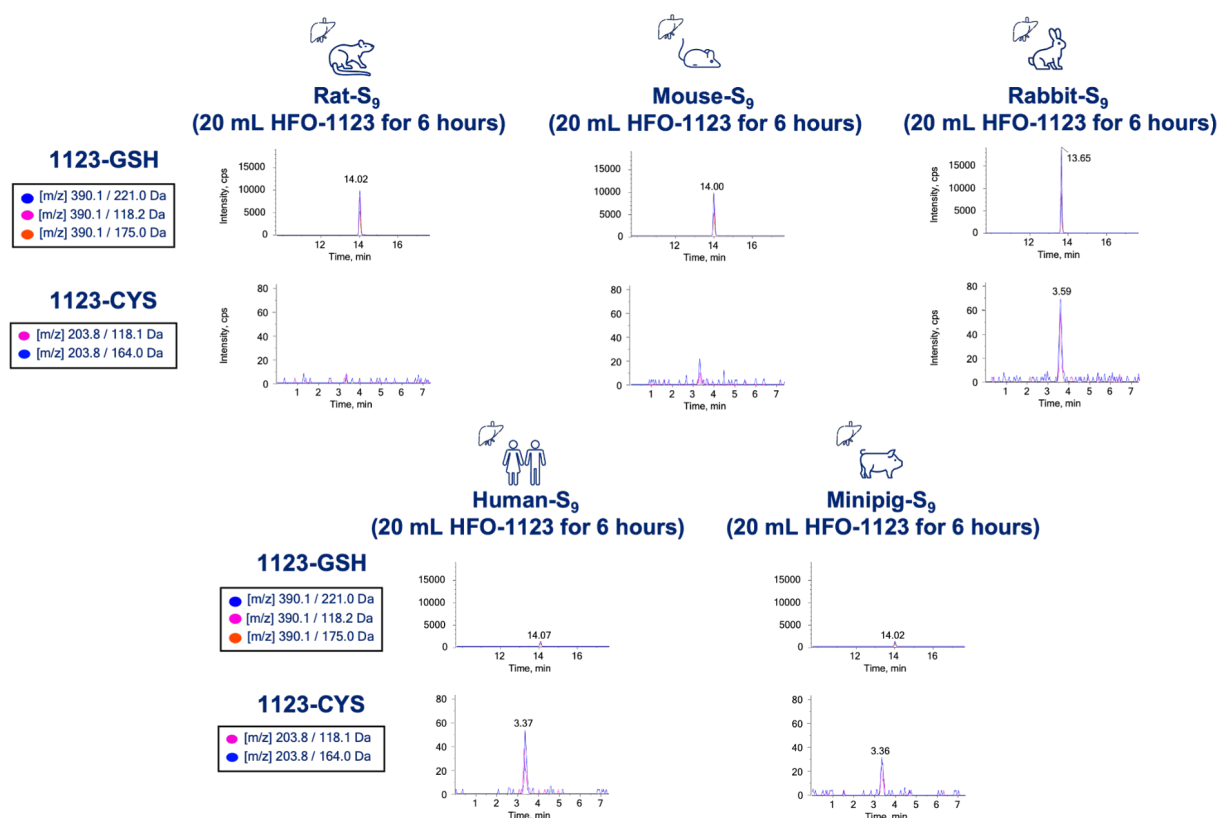 Rat-S9
(20 mL HFO-1123 for 6 hours)
Mouse-S9
(20 mL HFO-1123 for 6 hours)
Rabbit-S9
(20 mL HFO-1123 for 6 hours)
1123-GSH
[m/z] 390.1 / 221.0 Da
[m/z] 390.1 / 118.2 Da
[m/z] 390.1 / 175.0 Da
Intensity, cps
15000
10000
5000
0
14.02
12 14 16
Time, min
15000
10000
5000
0
14.00
12 14 16
Time, min
Intensity, cps
15000
10000
5000
0
13.65
12 14 16
Time, min
1123-CYS
[m/z] 203.8 / 118.1 Da
[m/z] 203.8 / 164.0 Da
Intensity, cps
80
60
40
20
0
1 2 3 4 5 6 7
Time, min
80
60
40
20
0
1 2 3 4 5 6 7
Time, min
Intensity, cps
80
60
40
20
0
3.59
1 2 3 4 5 6 7
Time, min
Human-S9
(20 mL HFO-1123 for 6 hours)
Minipig-S9
(20 mL HFO-1123 for 6 hours)
1123-GSH
[m/z] 390.1 / 221.0 Da
[m/z] 390.1 / 118.2 Da
[m/z] 390.1 / 175.0 Da
15000
10000
5000
0
14.07
12 14 16
Time, min
15000
10000
5000
0
14.02
12 14 16
Time, min
1123-CYS
[m/z] 203.8 / 118.1 Da
[m/z] 203.8 / 164.0 Da
80
60
40
20
0
3.37
1 2 3 4 5 6 7
Time, min
80
60
40
20
0
3.36
1 2 3 4 5 6 7
Time, min